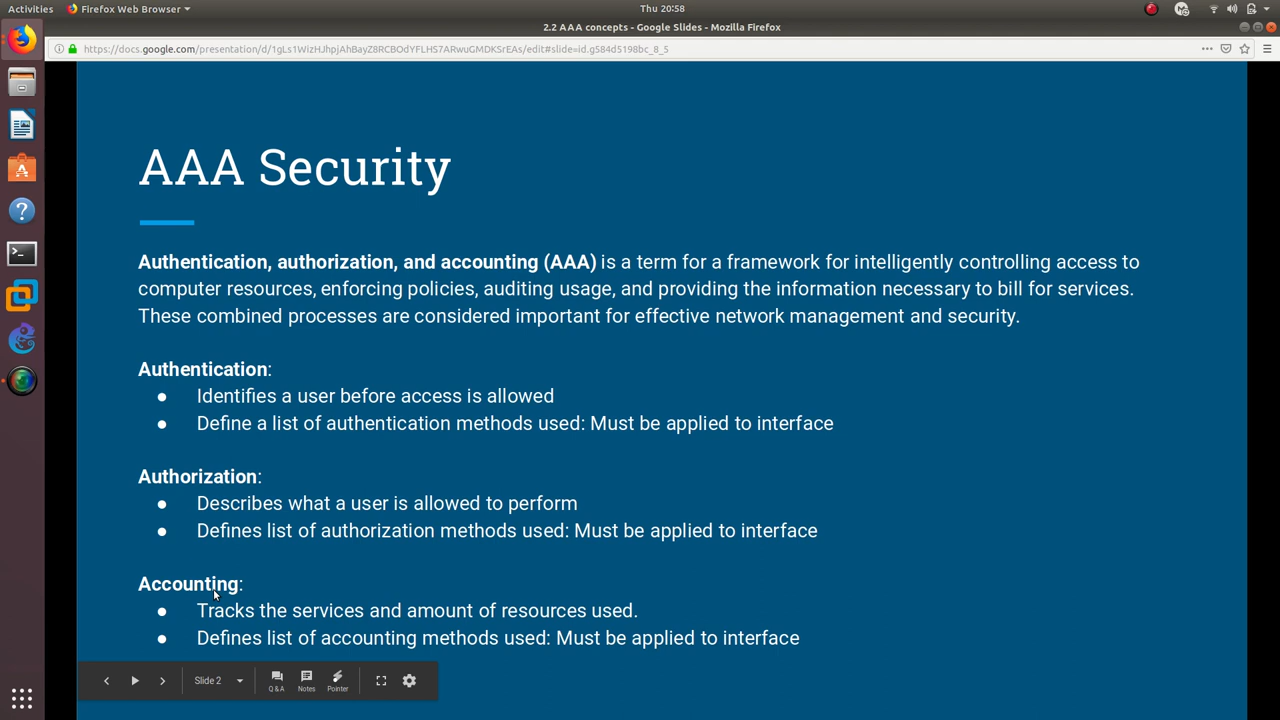 Activities
Firefox Web Browser
Thu 20:58
2.2 AAA concepts - Google Slides - Mozilla Firefox
https://docs.google.com/presentation/d/1gLs1WizHJhpjAhBayZ8RCBOdYFLHS7ARwuGMDKSrEAs/edit#slide=id.g584d5198bc_8_5
AAA Security
Authentication, authorization, and accounting (AAA) is a term for a framework for intelligently controlling access to
computer resources, enforcing policies, auditing usage, and providing the information necessary to bill for services.
These combined processes are considered important for effective network management and security.
Authentication:
● Identifies a user before access is allowed
● Define a list of authentication methods used: Must be applied to interface
Authorization:
● Describes what a user is allowed to perform
● Defines list of authorization methods used: Must be applied to interface
Accounting:
● Tracks the services and amount of resources used.
● Defines list of accounting methods used: Must be applied to interface
Slide 2
Q&A
Notes
Pointer